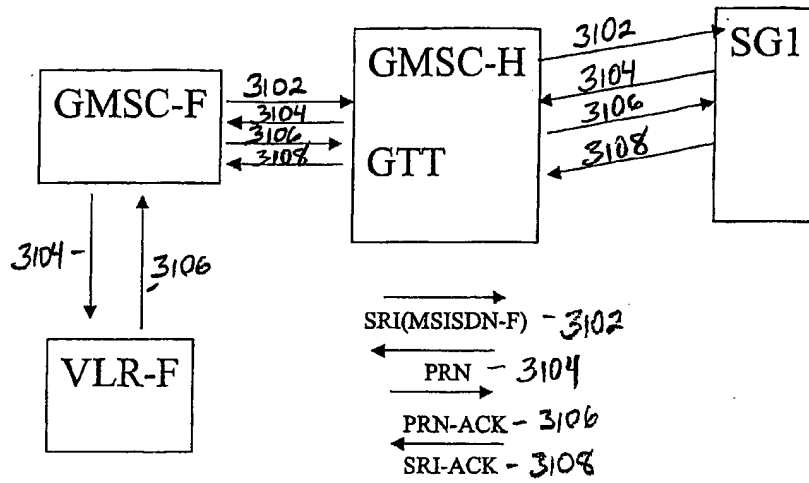 GMSC-F
3102
3104
3106
3108
GMSC-H
GTT
3102
3104
3106
3108
SG1
3104 -
3106
VLR-F
SRI(MSISDN-F) - 3102
PRN - 3104
PRN-ACK - 3106
SRI-ACK - 3108